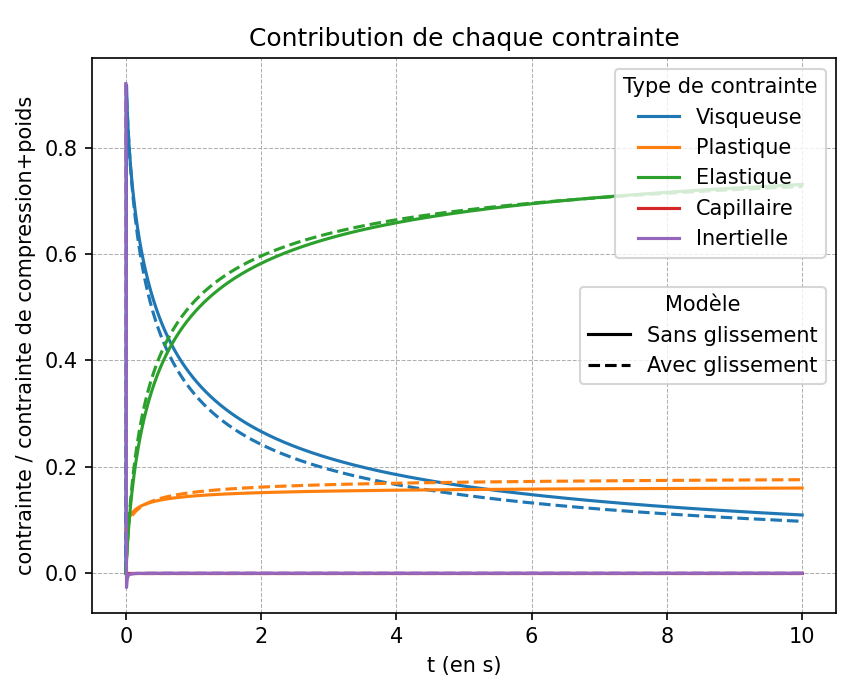 Contribution de chaque contrainte
contrainte / contrainte de compression+poids
0.8
0.6
0.4
0.2
0.0
Type de contrainte
Visqueuse
Plastique
Elastique
Capillaire
Inertielle
Modèle
Sans glissement
Avec glissement
0 2 4 6 8 10
t (en s)